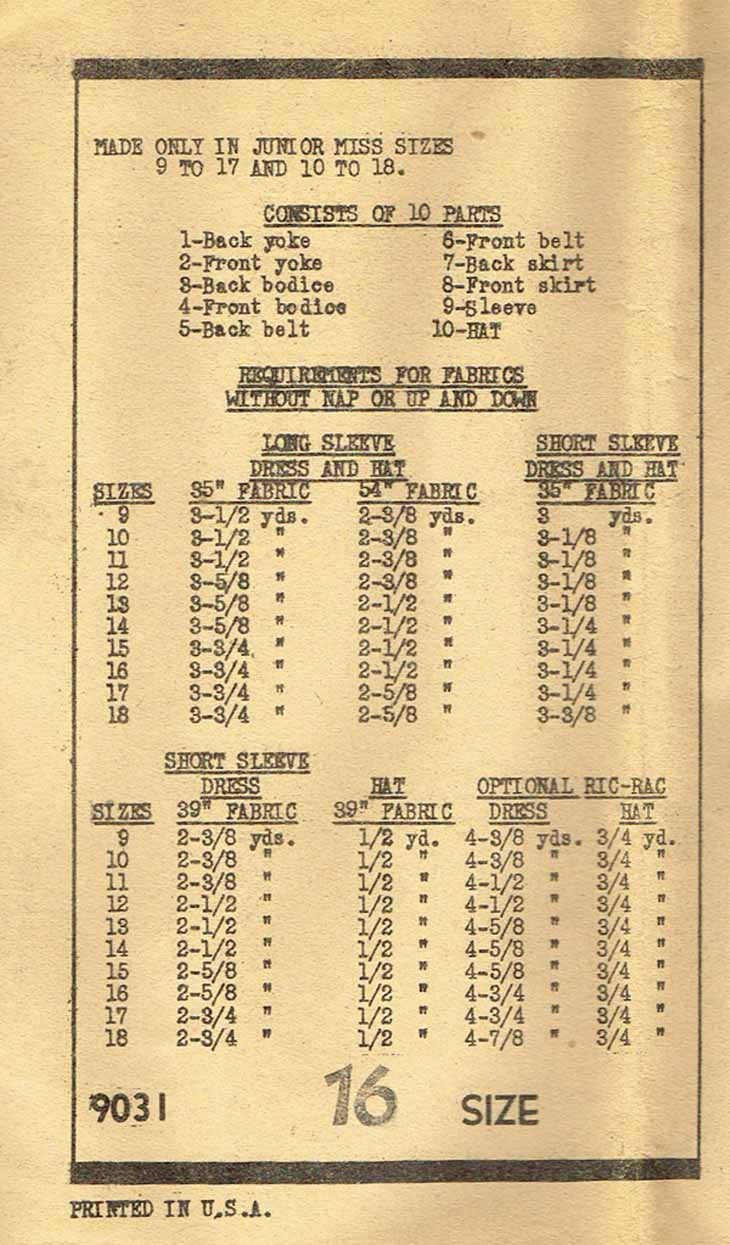 MADE ONLY IN JUNIOR MISS SIZES
9 TO 17 AND 10 TO 18.
CONSISTS OF 10 PARTS
1-Back yoke 6-Front belt
2-Front yoke 7-Back skirt
3-Back bodice 8-Front skirt
4-Front bodice 9-Sleeve
5-Back belt 10-HAT
REQUIREMENTS FOR FABRICS
WITHOUT NAP OR UP AND DOWN
LONG SLEEVE SHORT SLEEVE
DRESS AND HAT DRESS AND HAT
SIZES 35" FABRIC 54" FABRIC 35" FABRIC
9 3-1/2 yds. 2-3/8 yds. 3 yds.
10 3-1/2 " 2-3/8 " 3-1/8 "
11 3-1/2 " 2-3/8 " 3-1/8 "
12 3-5/8 " 2-3/8 " 3-1/8 "
13 3-5/8 " 2-1/2 " 3-1/8 "
14 3-5/8 " 2-1/2 " 3-1/4 "
15 3-3/4 " 2-1/2 " 3-1/4 "
16 3-3/4 " 2-1/2 " 3-1/4 "
17 3-3/4 " 2-5/8 " 3-1/4 "
18 3-3/4 " 2-5/8 " 3-3/8 "
SHORT SLEEVE
DRESS HAT OPTIONAL RIC-RAC
SIZES 39" FABRIC 39" FABRIC DRESS HAT
9 2-3/8 yds. 1/2 yd. 4-3/8 yds. 3/4 yd.
10 2-3/8 " 1/2 " 4-3/8 " 3/4 "
11 2-3/8 " 1/2 " 4-1/2 " 3/4 "
12 2-1/2 " 1/2 " 4-1/2 " 3/4 "
13 2-1/2 " 1/2 " 4-5/8 " 3/4 "
14 2-1/2 " 1/2 " 4-5/8 " 3/4 "
15 2-5/8 " 1/2 " 4-5/8 " 3/4 "
16 2-5/8 " 1/2 " 4-3/4 " 3/4 "
17 2-3/4 " 1/2 " 4-3/4 " 3/4 "
18 2-3/4 " 1/2 " 4-7/8 " 3/4 "
9031 16 SIZE
PRINTED IN U.S.A.